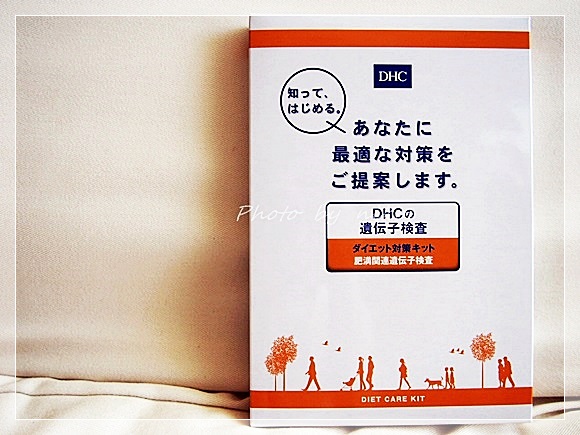 DHC
知って、
はじめる。
あなたに
最適な対策を
ご提案します。
Photo by
DHCの
遺伝子検査
ダイエット対策キット
肥満関連遺伝子検査
DIET CARE KIT